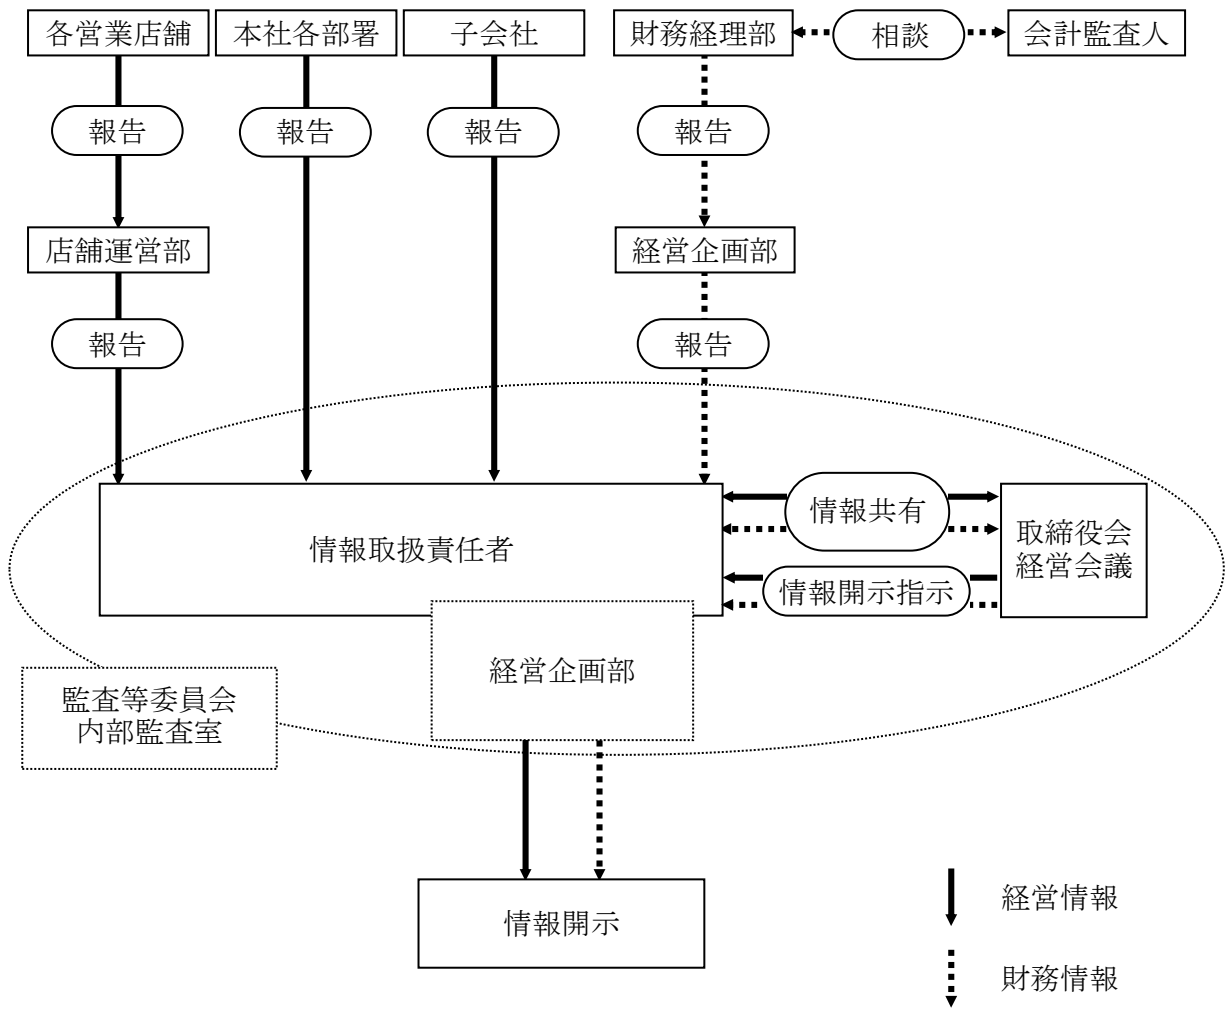 各営業店舗
本社各部署
子会社
財務経理部
相談
会計監査人
報告
報告
報告
報告
店舗運営部
経営企画部
報告
報告
情報取扱責任者
情報共有
取締役会
経営会議
情報開示指示
経営企画部
監査等委員会
内部監査室
情報開示
経営情報
財務情報